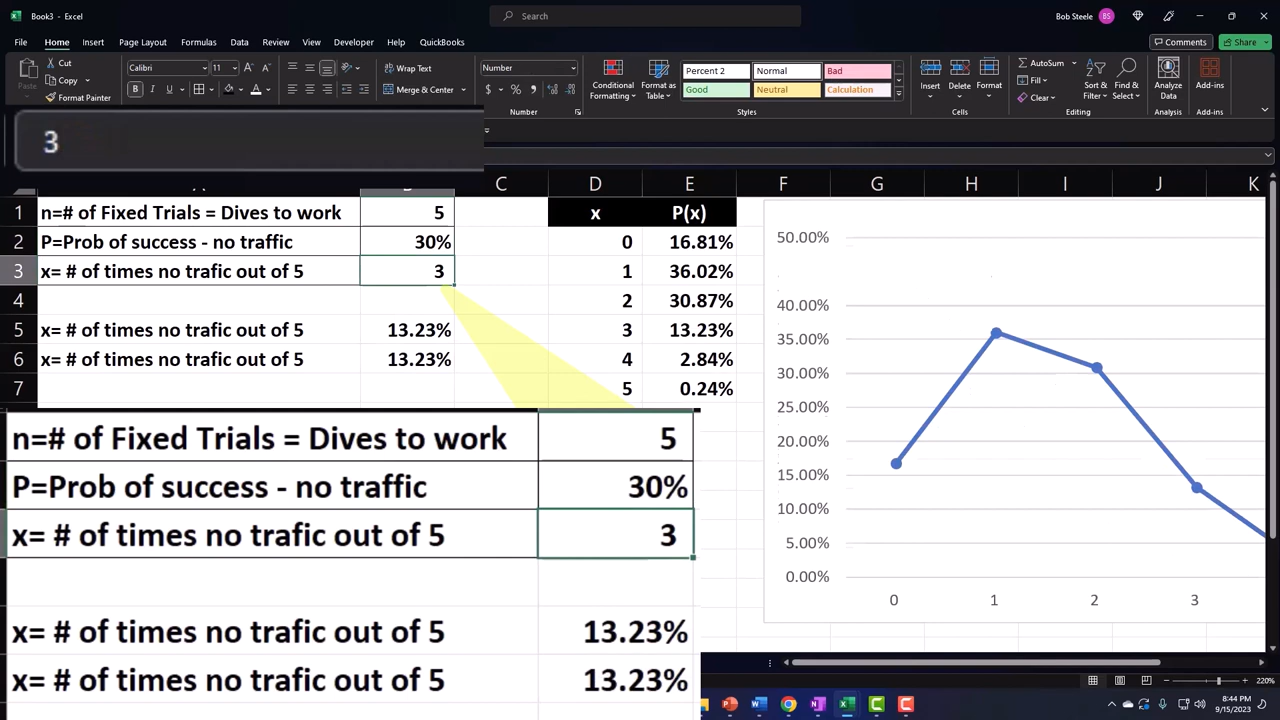 Book3 - Excel
Search
Bob Steele BS
File Home Insert Page Layout Formulas Data Review View Developer Help QuickBooks
Comments Share
Cut
Copy
Format Painter
Calibri 11
B I U
Wrap Text
Merge & Center
Number
$ %
Number
Conditional Formatting
Format as Table
Percent 2 Normal Bad
Good Neutral Calculation
Styles
Insert Delete Format
Cells
AutoSum
Fill
Clear
Sort & Filter
Find & Select
Editing
Analyze Data
Analysis
Add-ins
Add-ins
3
C D E F G H I J K
1 n=# of Fixed Trials = Dives to work 5 x P(x)
2 P=Prob of success - no traffic 30% 0 16.81%
3 x= # of times no trafic out of 5 3 1 36.02%
4 2 30.87%
5 x= # of times no trafic out of 5 13.23% 3 13.23%
6 x= # of times no trafic out of 5 13.23% 4 2.84%
7 5 0.24%
50.00%
40.00%
35.00%
30.00%
25.00%
20.00%
15.00%
10.00%
5.00%
0.00%
0 1 2 3
n=# of Fixed Trials = Dives to work 5
P=Prob of success - no traffic 30%
x= # of times no trafic out of 5 3
x= # of times no trafic out of 5 13.23%
x= # of times no trafic out of 5 13.23%
220%
8:44 PM
9/15/2023